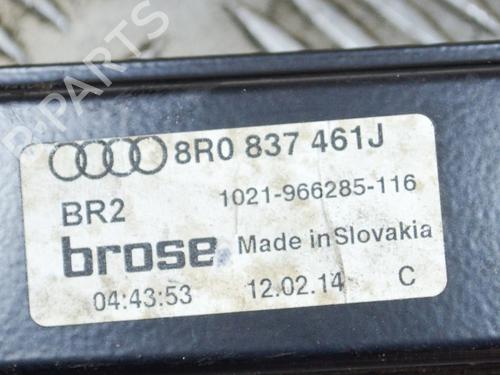 B-PARTS
8R0 837 461J
BR2
1021-966285-116
brose
Made in Slovakia
04:43:53
12.02.14
C